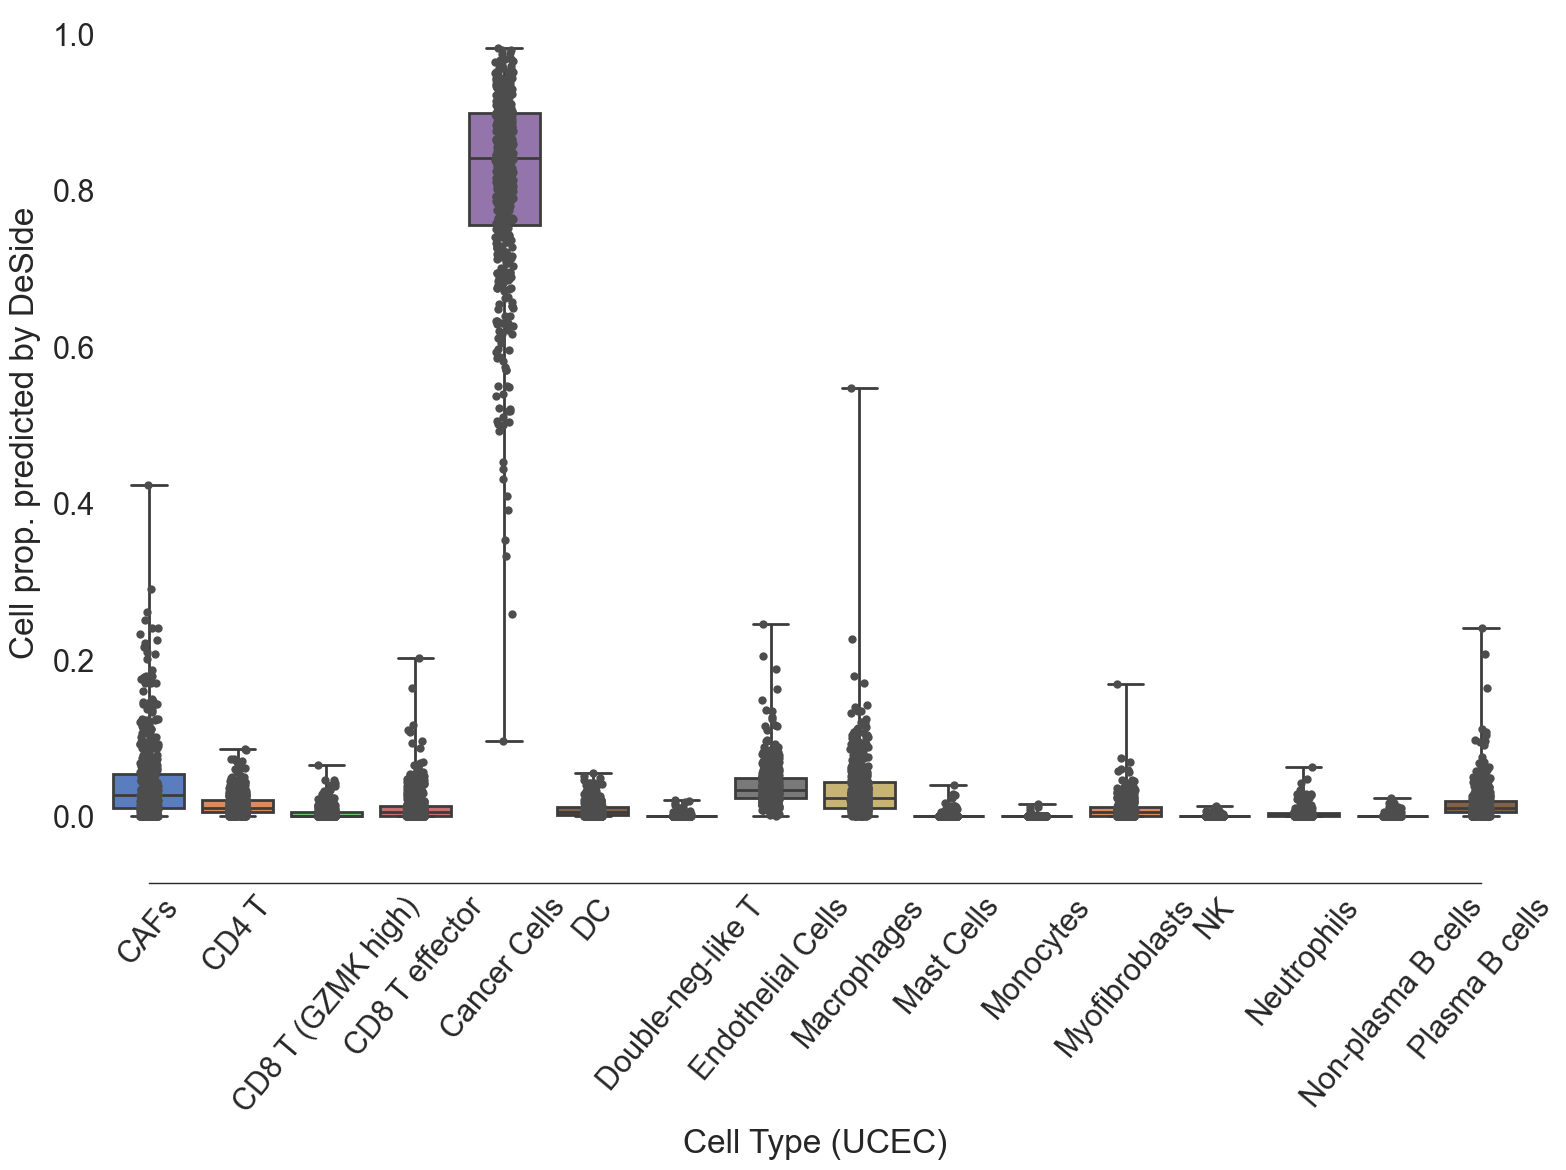 Cell prop. predicted by DeSide
1.0
0.8
0.6
0.4
0.2
0.0
CAFs
CD4 T
CD8 T (GZMK high)
CD8 T effector
Cancer Cells
DC
Double-neg-like T
Endothelial Cells
Macrophages
Mast Cells
Monocytes
Myofibroblasts
NK
Neutrophils
Non-plasma B cells
Plasma B cells
Cell Type (UCEC)